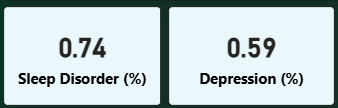 0.74
Sleep Disorder (%)
0.59
Depression (%)